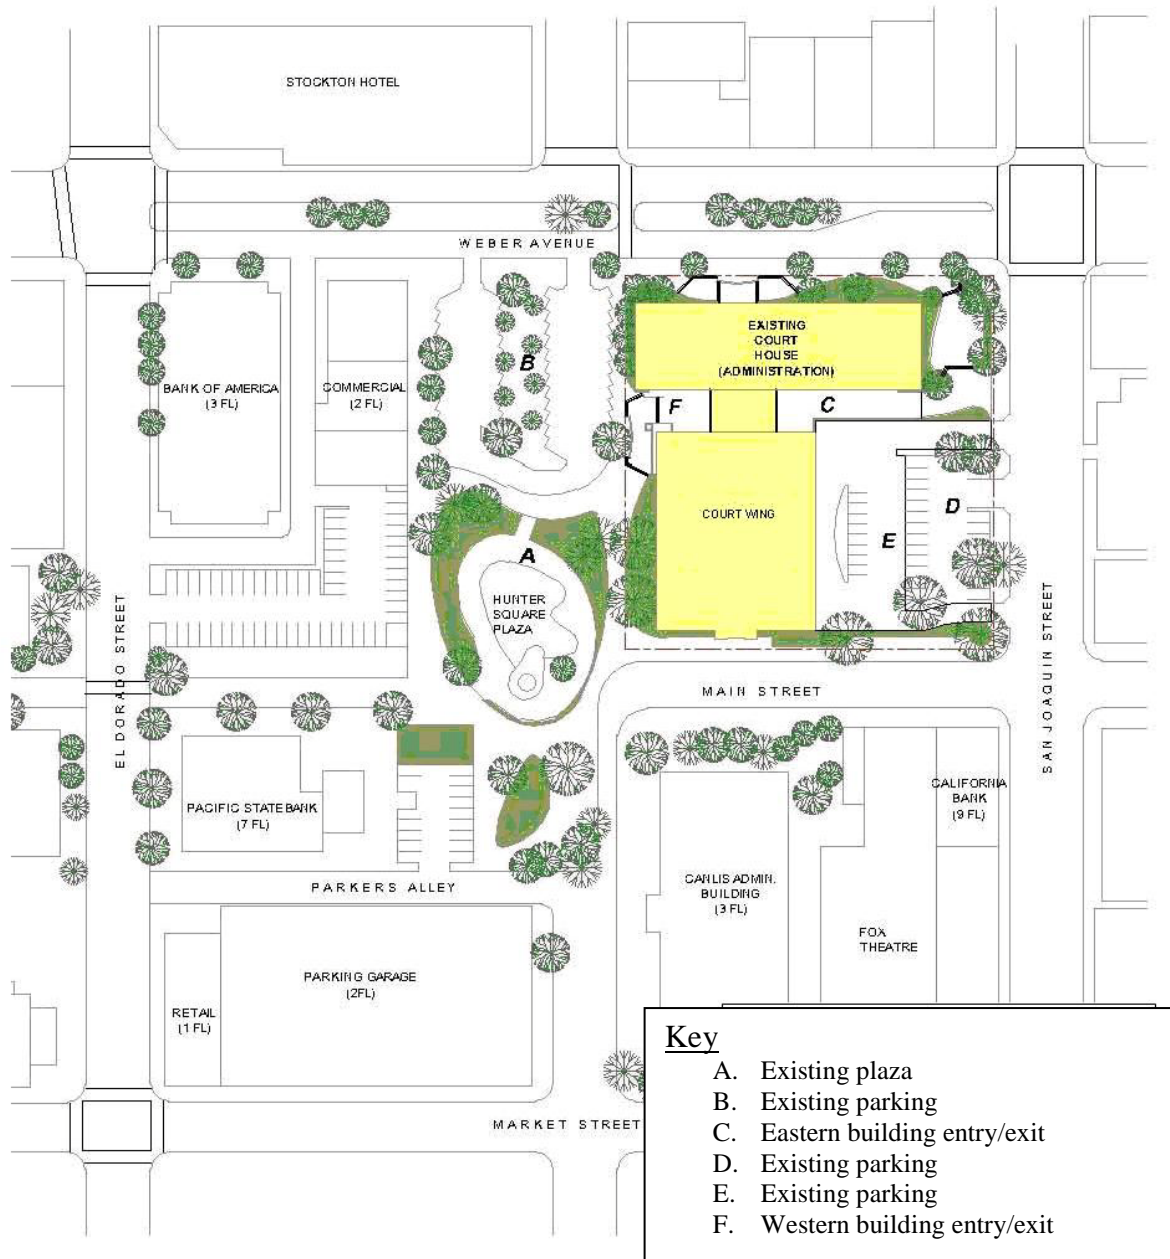 STOCKTON HOTEL
WEBER AVENUE
EXISTING
COURT
HOUSE
(ADMINISTRATION)
BANK OF AMERICA
(3 FL)
COMMERCIAL
(2 FL)
B
F
C
COURT WING
D
E
A
HUNTER
SQUARE
PLAZA
ELDORADO STREET
MAIN STREET
SAN JOAQUIN STREET
PACIFIC STATE BANK
(7 FL)
CALIFORNIA
BANK
(9 FL)
PARKERS ALLEY
CANLIS ADMIN.
BUILDING
(3 FL)
FOX
THEATRE
PARKING GARAGE
(2FL)
RETAIL
(1 FL)
MARKET STREET
Key
A. Existing plaza
B. Existing parking
C. Eastern building entry/exit
D. Existing parking
E. Existing parking
F. Western building entry/exit